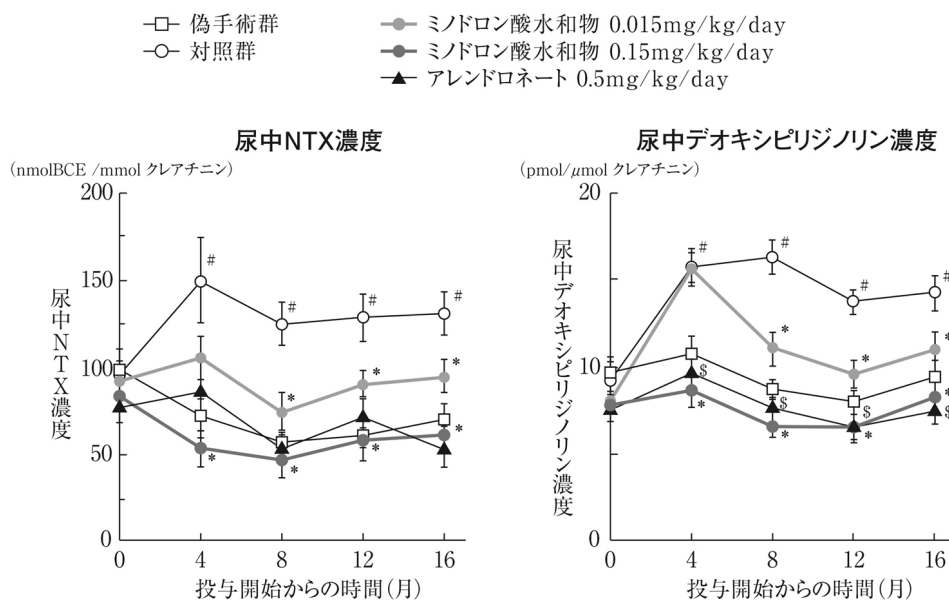 偽手術群
対照群
ミノドロン酸水和物 0.015mg/kg/day
ミノドロン酸水和物 0.15mg/kg/day
アレンドロネート 0.5mg/kg/day
尿中NTX濃度
(nmolBCE /mmol クレアチニン)
尿中NTX濃度
200
150
100
50
0
# # # #
* * * *
* * * *
0 4 8 12 16
投与開始からの時間(月)
尿中デオキシピリジノリン濃度
(pmol/μmol クレアチニン)
尿中デオキシピリジノリン濃度
20
10
0
# # # #
* * *
$ $ $ $
* * * *
0 4 8 12 16
投与開始からの時間(月)